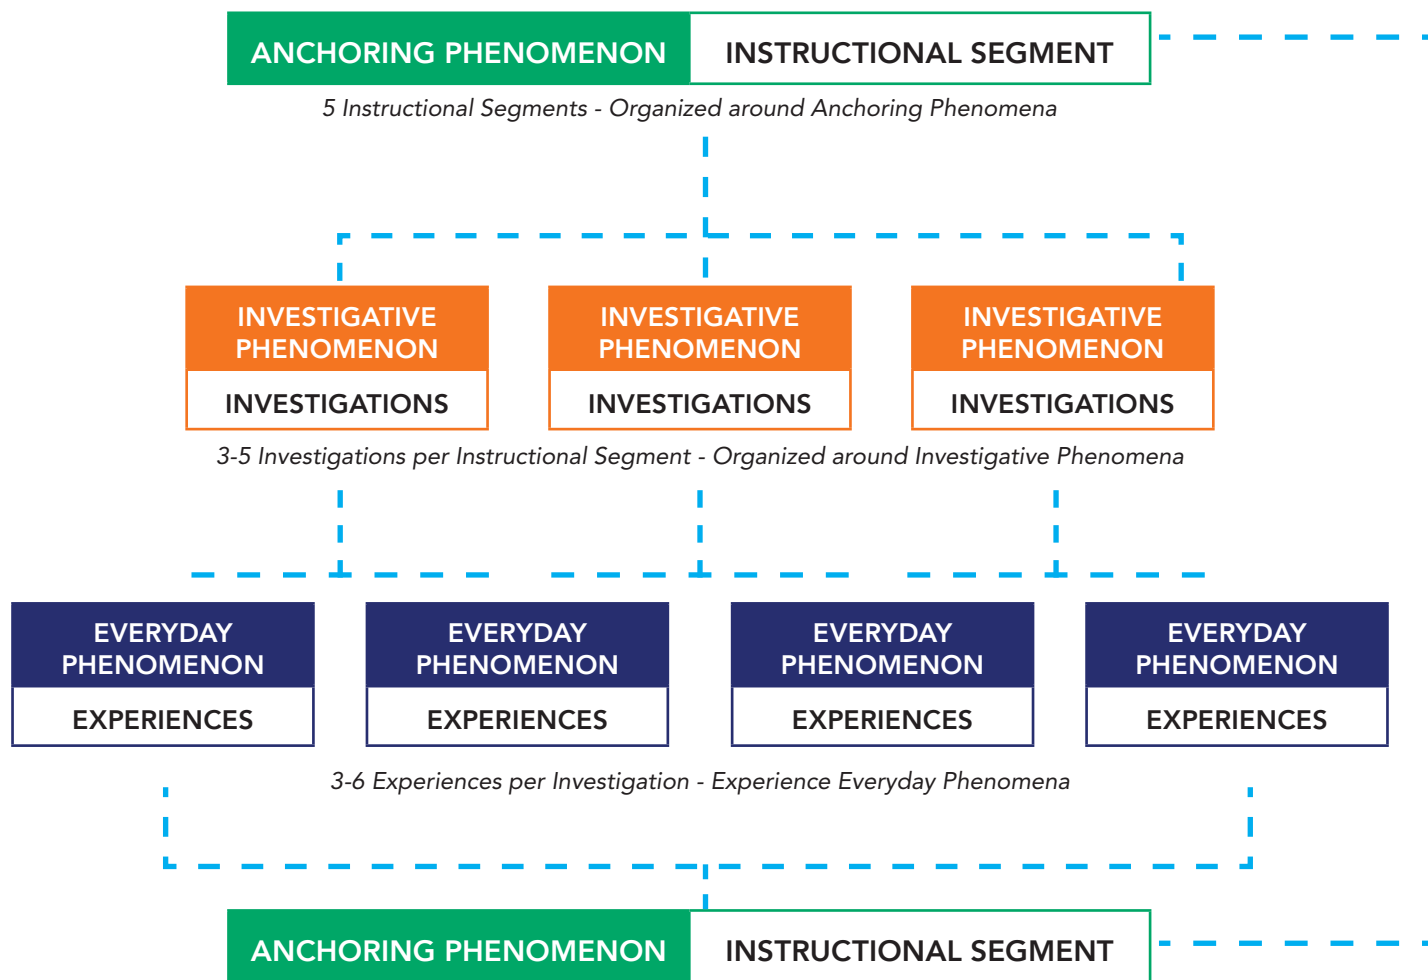 ANCHORING PHENOMENON INSTRUCTIONAL SEGMENT
5 Instructional Segments - Organized around Anchoring Phenomena
INVESTIGATIVE
PHENOMENON
INVESTIGATIONS
INVESTIGATIVE
PHENOMENON
INVESTIGATIONS
INVESTIGATIVE
PHENOMENON
INVESTIGATIONS
3-5 Investigations per Instructional Segment - Organized around Investigative Phenomena
EVERYDAY
PHENOMENON
EXPERIENCES
EVERYDAY
PHENOMENON
EXPERIENCES
EVERYDAY
PHENOMENON
EXPERIENCES
EVERYDAY
PHENOMENON
EXPERIENCES
3-6 Experiences per Investigation - Experience Everyday Phenomena
ANCHORING PHENOMENON INSTRUCTIONAL SEGMENT